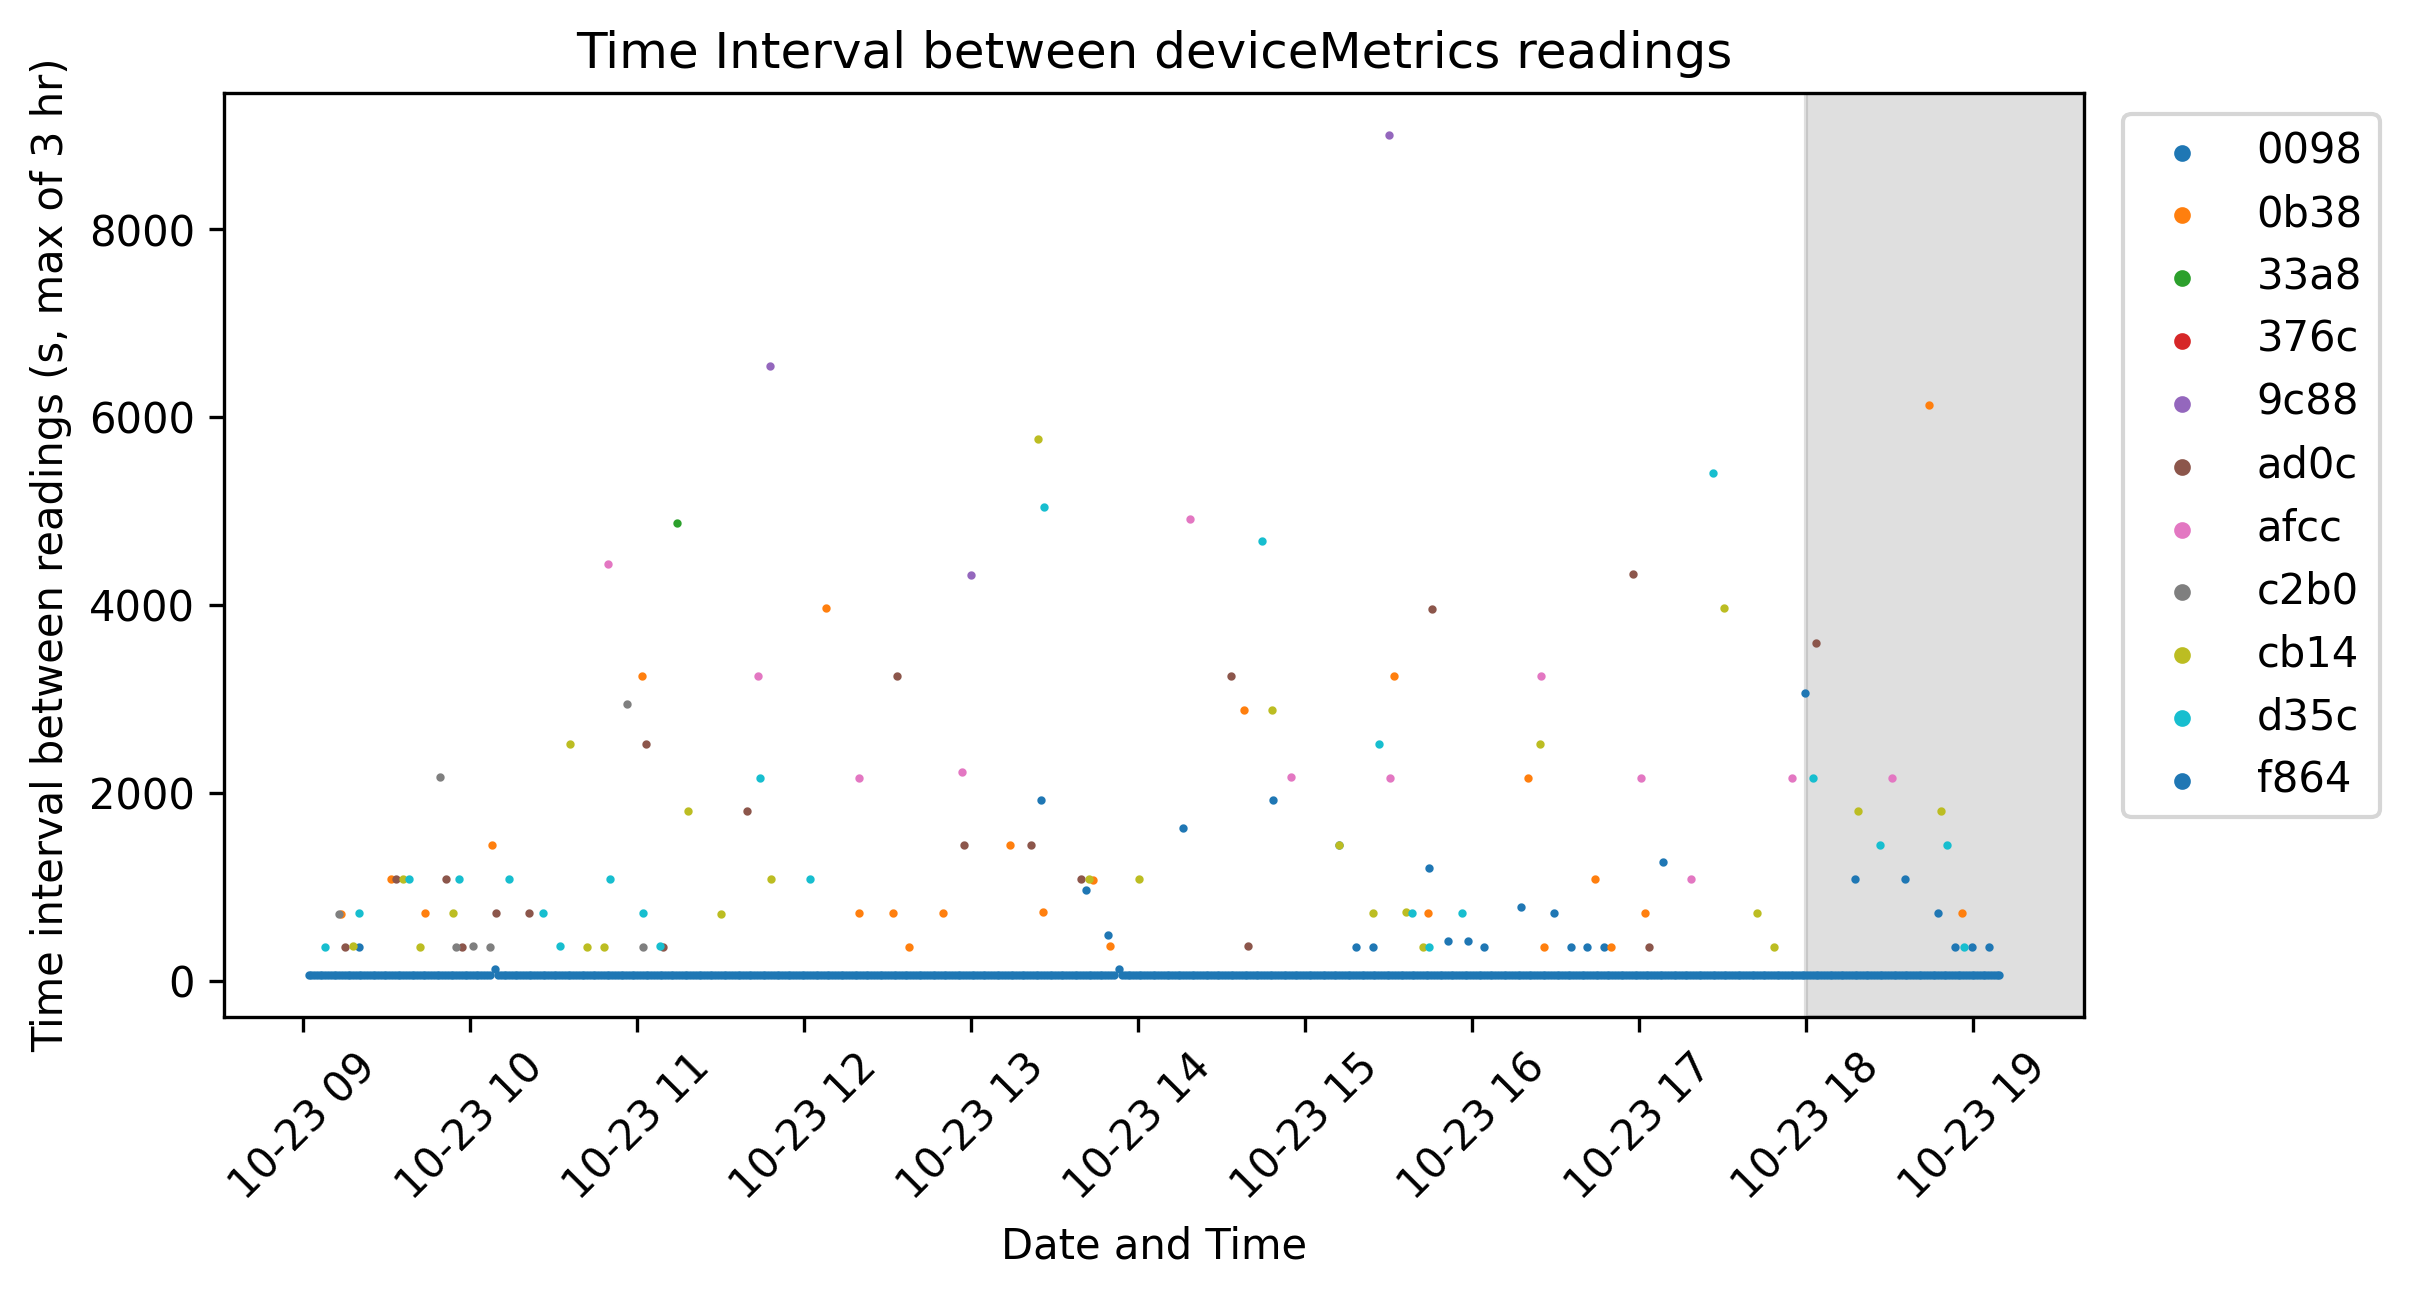 Time Interval between deviceMetrics readings
Time interval between readings (s, max of 3 hr)
8000
6000
4000
2000
0
10-23 09
10-23 10
10-23 11
10-23 12
10-23 13
10-23 14
10-23 15
10-23 16
10-23 17
10-23 18
10-23 19
Date and Time
0098
0b38
33a8
376c
9c88
ad0c
afcc
c2b0
cb14
d35c
f864